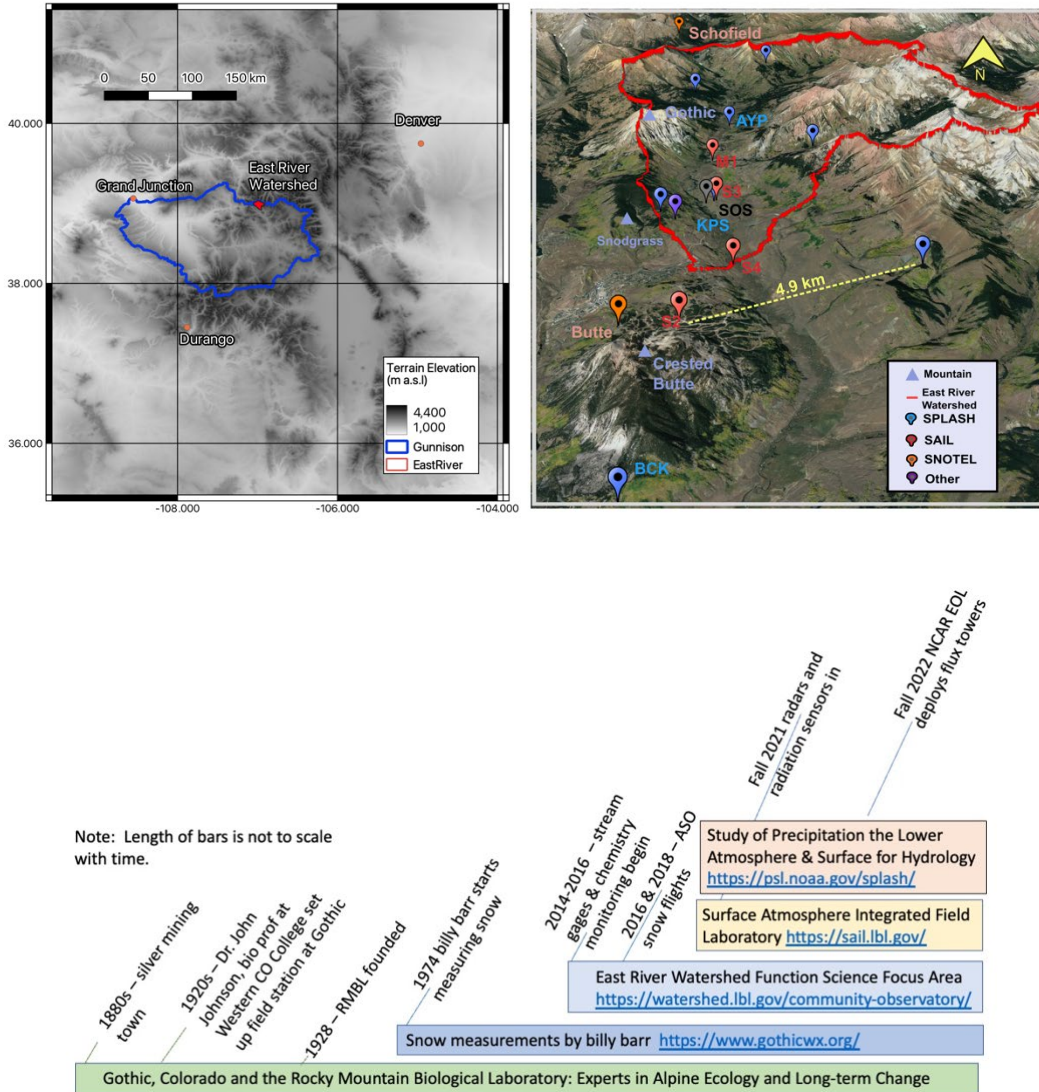 0 50 100 150 km
40.000
38.000
36.000
-108.000 -106.000 -104.000
Denver
Grand Junction
East River
Watershed
Durango
Terrain Elevation
(m a.s.l)
4,400
1,000
Gunnison
EastRiver
Schofield
N
Gothic
AYP
M1
S3
SOS
KPS
Snodgrass
S4
4.9 km
S2
Butte
Crested
Butte
BCK
Mountain
East River
Watershed
SPLASH
SAIL
SNOTEL
Other
Note: Length of bars is not to scale
with time.
1880s – silver mining
town
1920s – Dr. John
Johnson, bio prof at
Western CO College set
up field station at Gothic
1928 – RMBL founded
1974 billy barr starts
measuring snow
2014-2016 – stream
gages & chemistry
monitoring begin
2016 & 2018 – ASO
snow flights
Fall 2021 radars and
radiation sensors in
Fall 2022 NCAR EOL
deploys flux towers
Study of Precipitation the Lower
Atmosphere & Surface for Hydrology
https://psl.noaa.gov/splash/
Surface Atmosphere Integrated Field
Laboratory https://sail.lbl.gov/
East River Watershed Function Science Focus Area
https://watershed.lbl.gov/community-observatory/
Snow measurements by billy barr https://www.gothicwx.org/
Gothic, Colorado and the Rocky Mountain Biological Laboratory: Experts in Alpine Ecology and Long-term Change